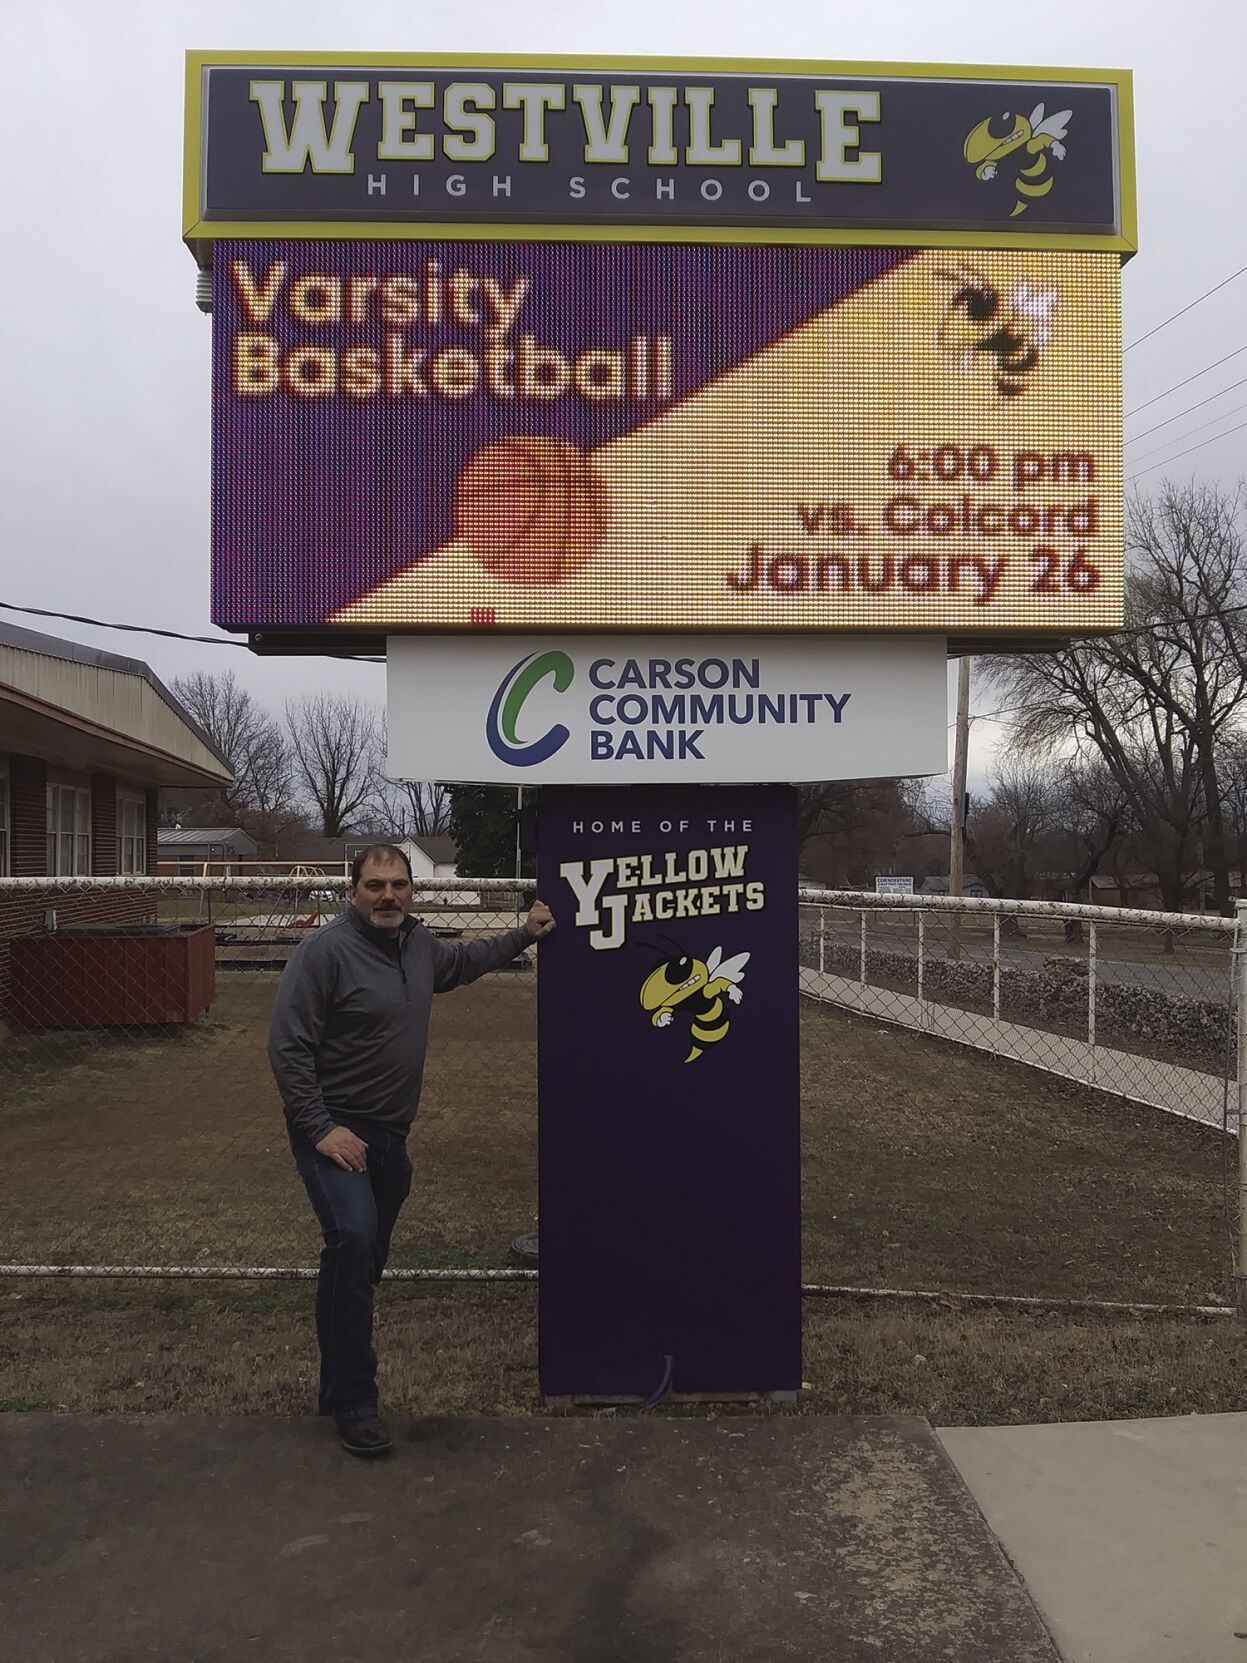 WESTVILLE
HIGH SCHOOL
Varsity
Basketball
6:00 pm
vs. Colcord
January 26
CARSON
COMMUNITY
BANK
HOME OF THE
YELLOW
JACKETS
CORNERSTONE